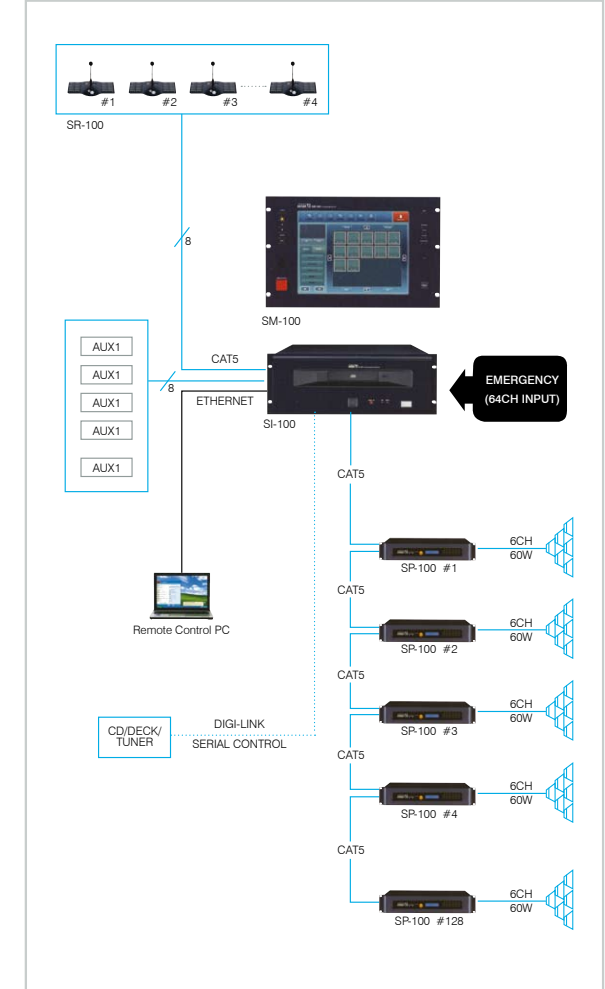 #1
#2
#3
#4
SR-100
8
SM-100
AUX1
AUX1
AUX1
AUX1
AUX1
CAT5
8
ETHERNET
SI-100
EMERGENCY
(64CH INPUT)
CAT5
6CH
60W
SP-100 #1
CAT5
Remote Control PC
6CH
60W
SP-100 #2
CAT5
6CH
60W
SP-100 #3
CD/DECK/
TUNER
DIGI-LINK
SERIAL CONTROL
CAT5
6CH
60W
SP-100 #4
CAT5
6CH
60W
SP-100 #128